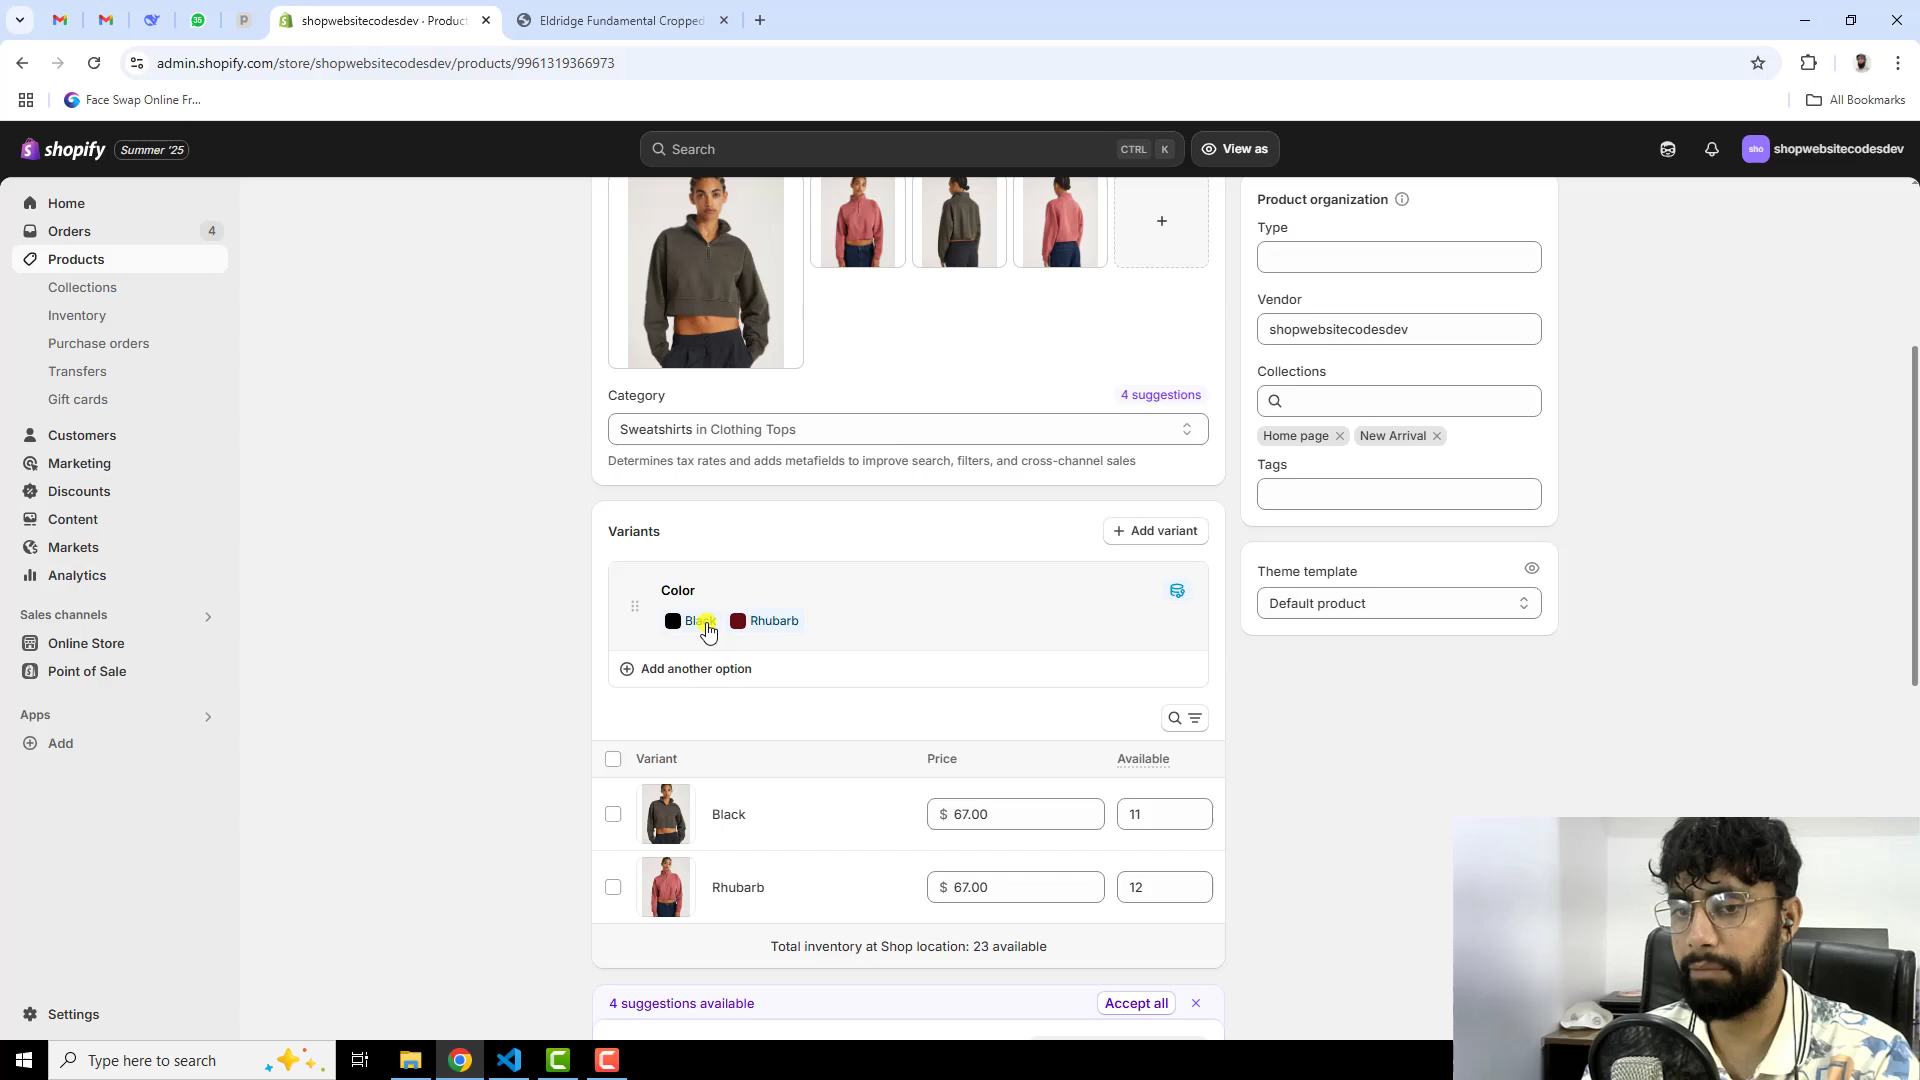 35
P
shopwebsitecodesdev · Product
Eldridge Fundamental Cropped
admin.shopify.com/store/shopwebsitecodesdev/products/9961319366973
Face Swap Online Fr...
All Bookmarks
shopify
Summer '25
Search
CTRL
K
View as
sho
shopwebsitecodesdev
Home
Orders
4
Products
Collections
Inventory
Purchase orders
Transfers
Gift cards
Customers
Marketing
Discounts
Content
Markets
Analytics
Sales channels
Online Store
Point of Sale
Apps
Add
Settings
Category
4 suggestions
Sweatshirts in Clothing Tops
Determines tax rates and adds metafields to improve search, filters, and cross-channel sales
Variants
Add variant
Color
Black
Rhubarb
Add another option
Variant
Price
Available
Black
$ 67.00
11
Rhubarb
$ 67.00
12
Total inventory at Shop location: 23 available
4 suggestions available
Accept all
Product organization
Type
Vendor
shopwebsitecodesdev
Collections
Home page
New Arrival
Tags
Theme template
Default product
Type here to search